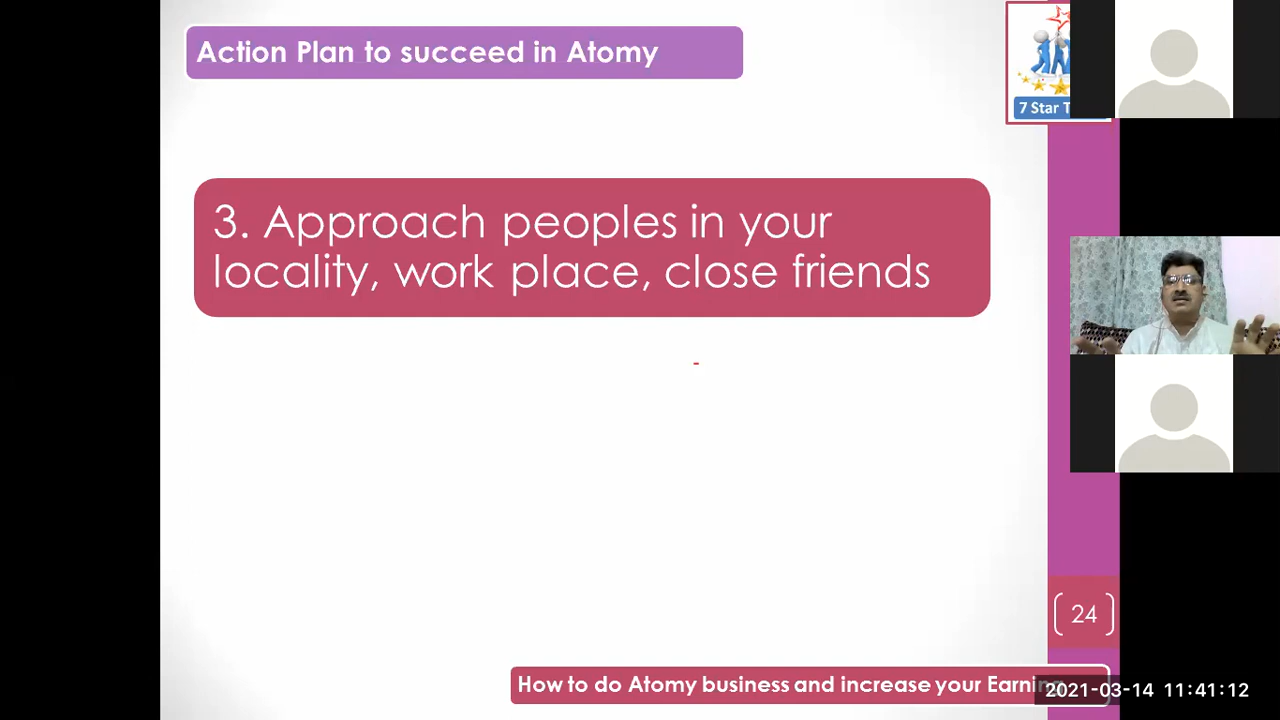 Action Plan to succeed in Atomy
7 Star
3. Approach peoples in your
locality, work place, close friends
24
How to do Atomy business and increase your
2021-03-14 11:41:12